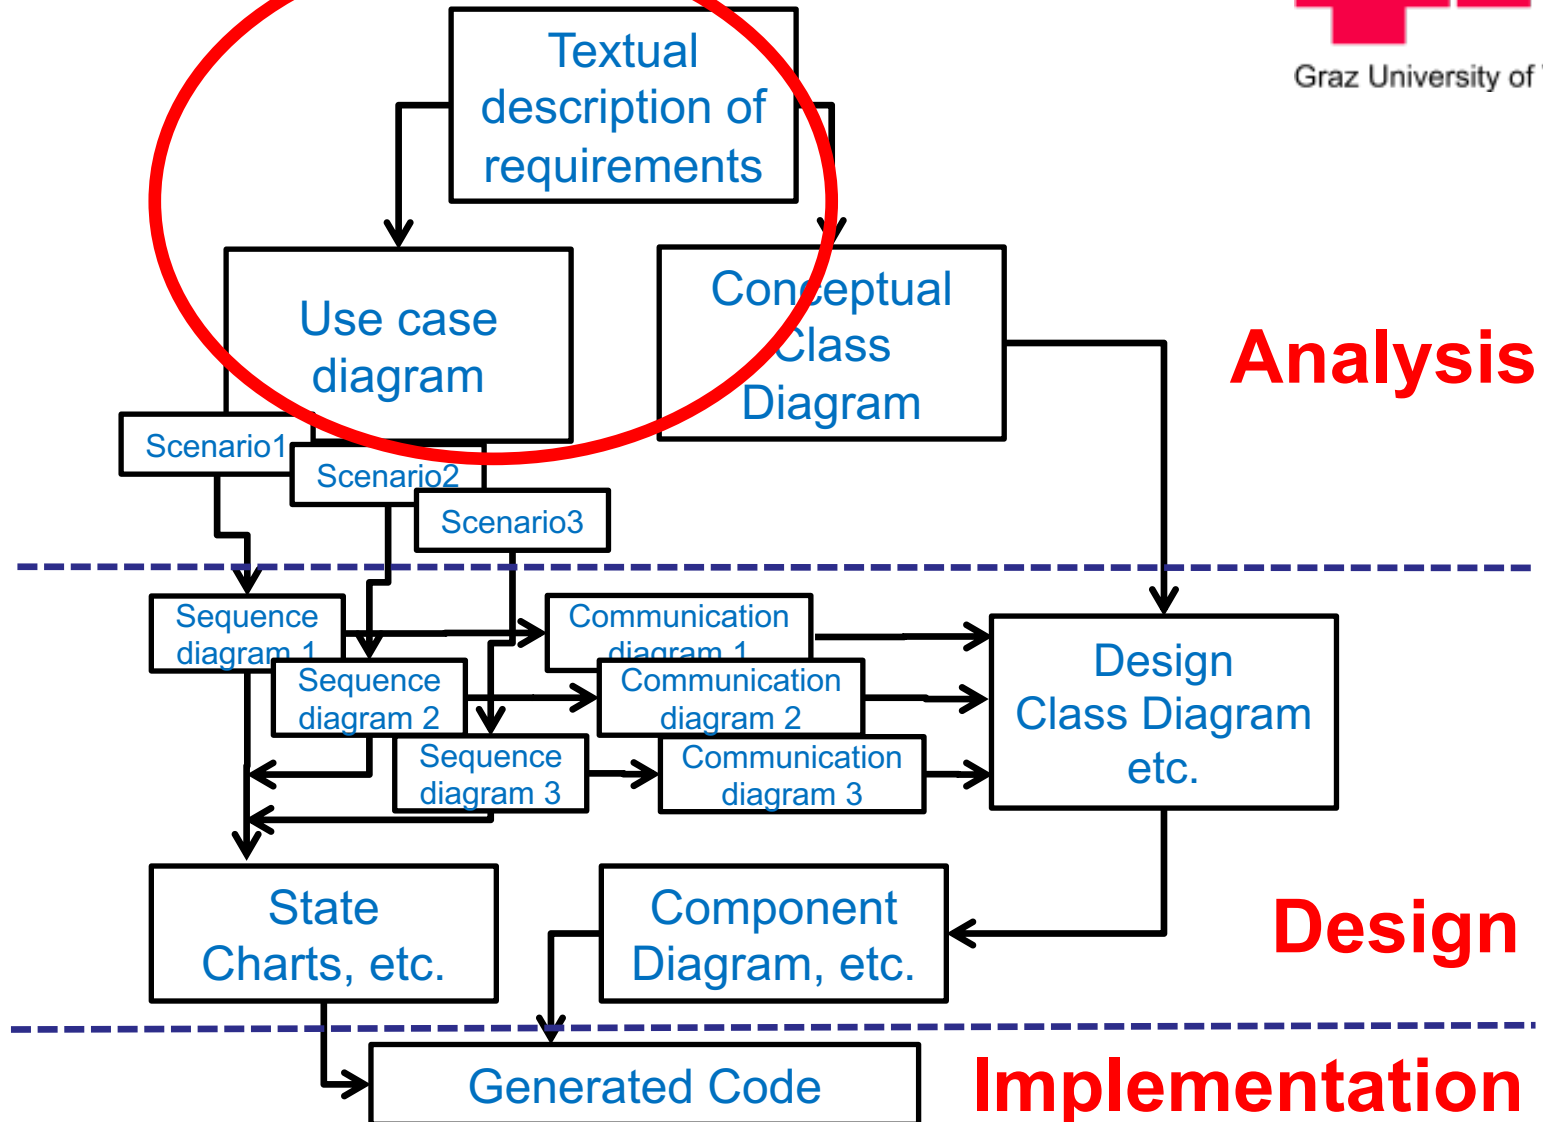 Textual
description of
requirements
Graz University of
Use case
diagram
Conceptual
Class
Diagram
Analysis
Scenario1
Scenario2
Scenario3
Sequence
diagram 1
Communication
diagram 1
Sequence
diagram 2
Communication
diagram 2
Sequence
diagram 3
Communication
diagram 3
Design
Class Diagram
etc.
State
Charts, etc.
Component
Diagram, etc.
Design
Generated Code
Implementation